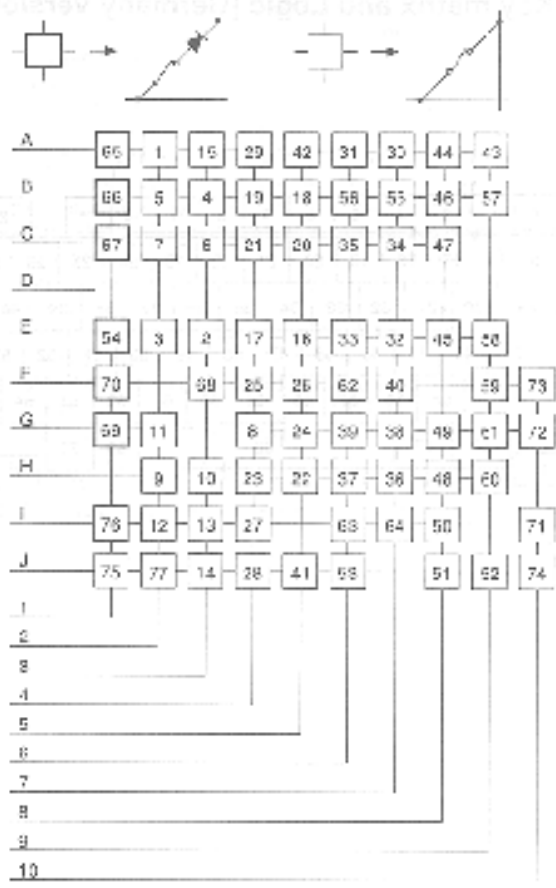 A 65 1 15 29 42 31 30 44 43
B 66 5 4 19 18 56 55 46 57
C 67 7 6 21 20 35 34 47
D
E 54 3 2 17 16 33 32 45 58
F 70 68 25 26 62 40 59 73
G 69 11 8 24 39 38 49 61 72
H 9 10 23 22 37 36 48 60
I 76 12 13 27 63 64 50 71
J 75 77 14 28 41 53 51 52 74
1
2
3
4
5
6
7
8
9
10